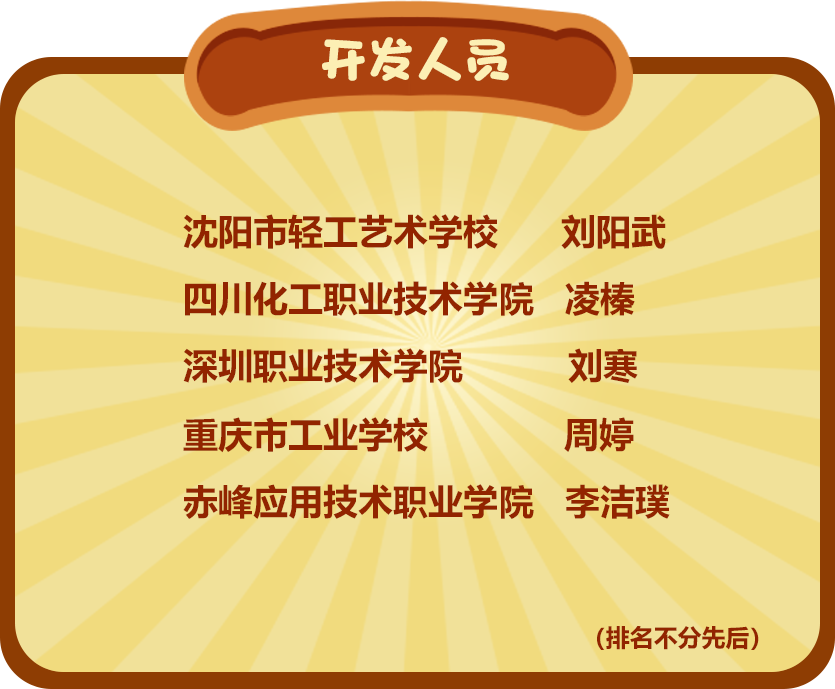 开发人员
沈阳市轻工艺术学校 刘阳武
四川化工职业技术学院 凌榛
深圳职业技术学院 刘寒
重庆市工业学校 周婷
赤峰应用技术职业学院 李洁璞
（排名不分先后）